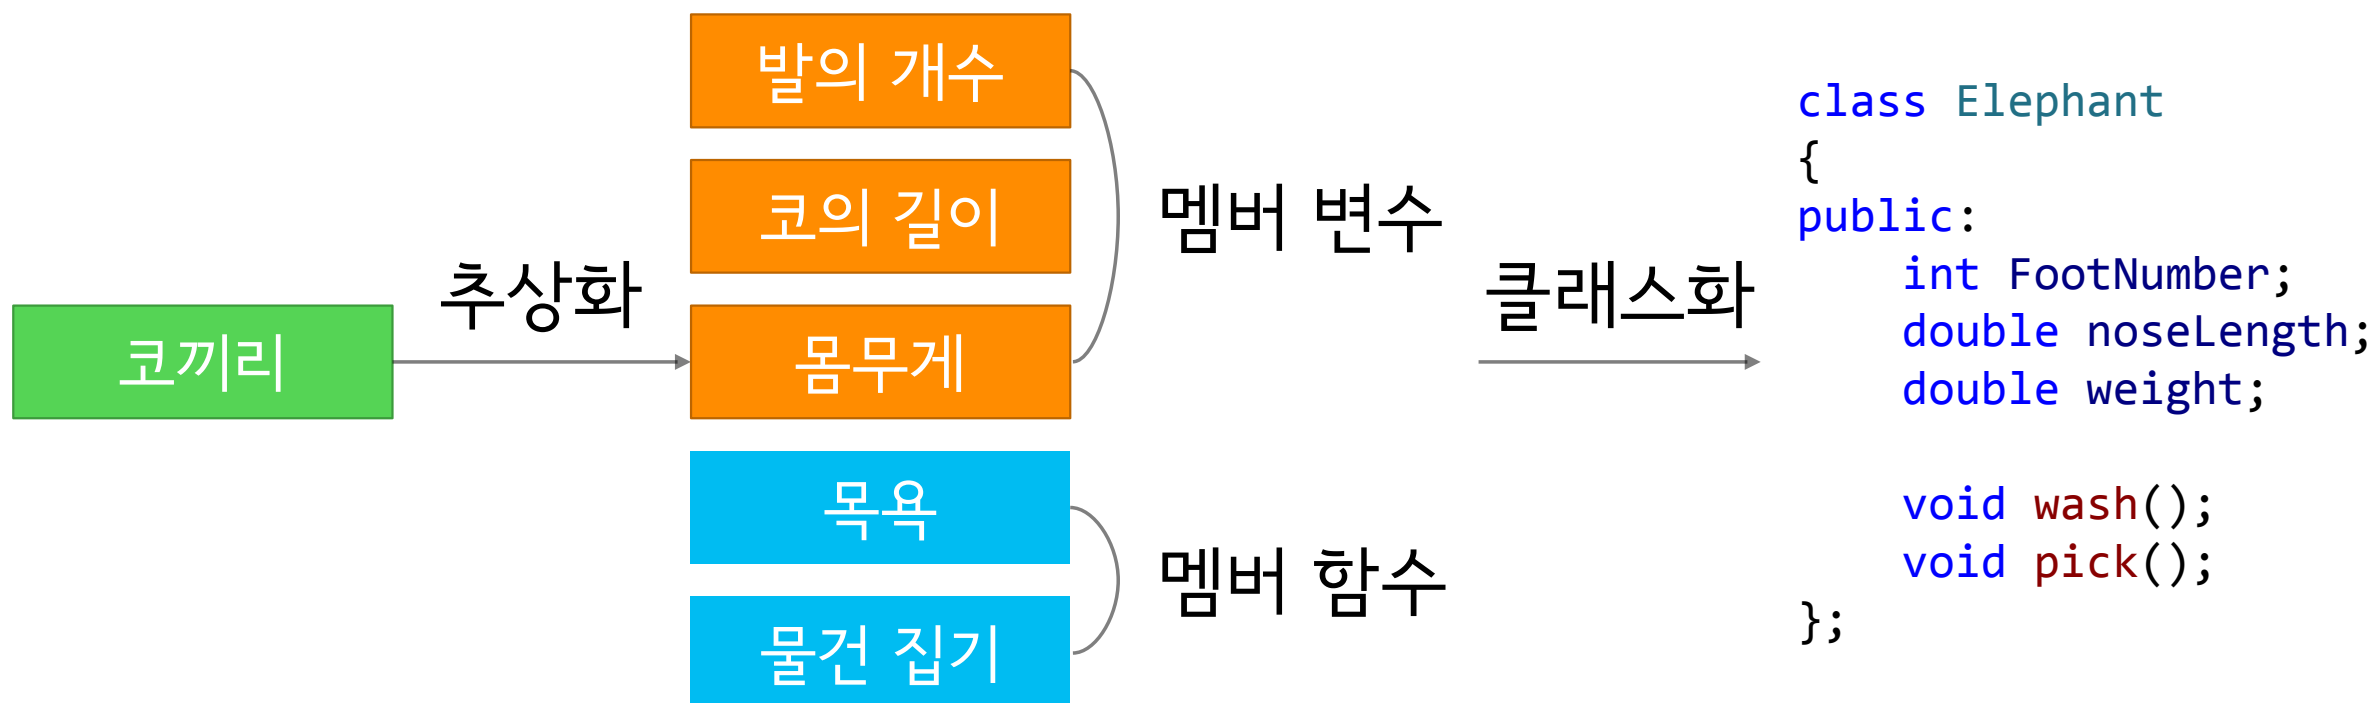 코끼리
추상화
발의 개수
코의 길이
몸무게
목욕
물건 집기
멤버 변수
멤버 함수
클래스화
class Elephant
{
public:
    int FootNumber;
    double noseLength;
    double weight;

    void wash();
    void pick();
};